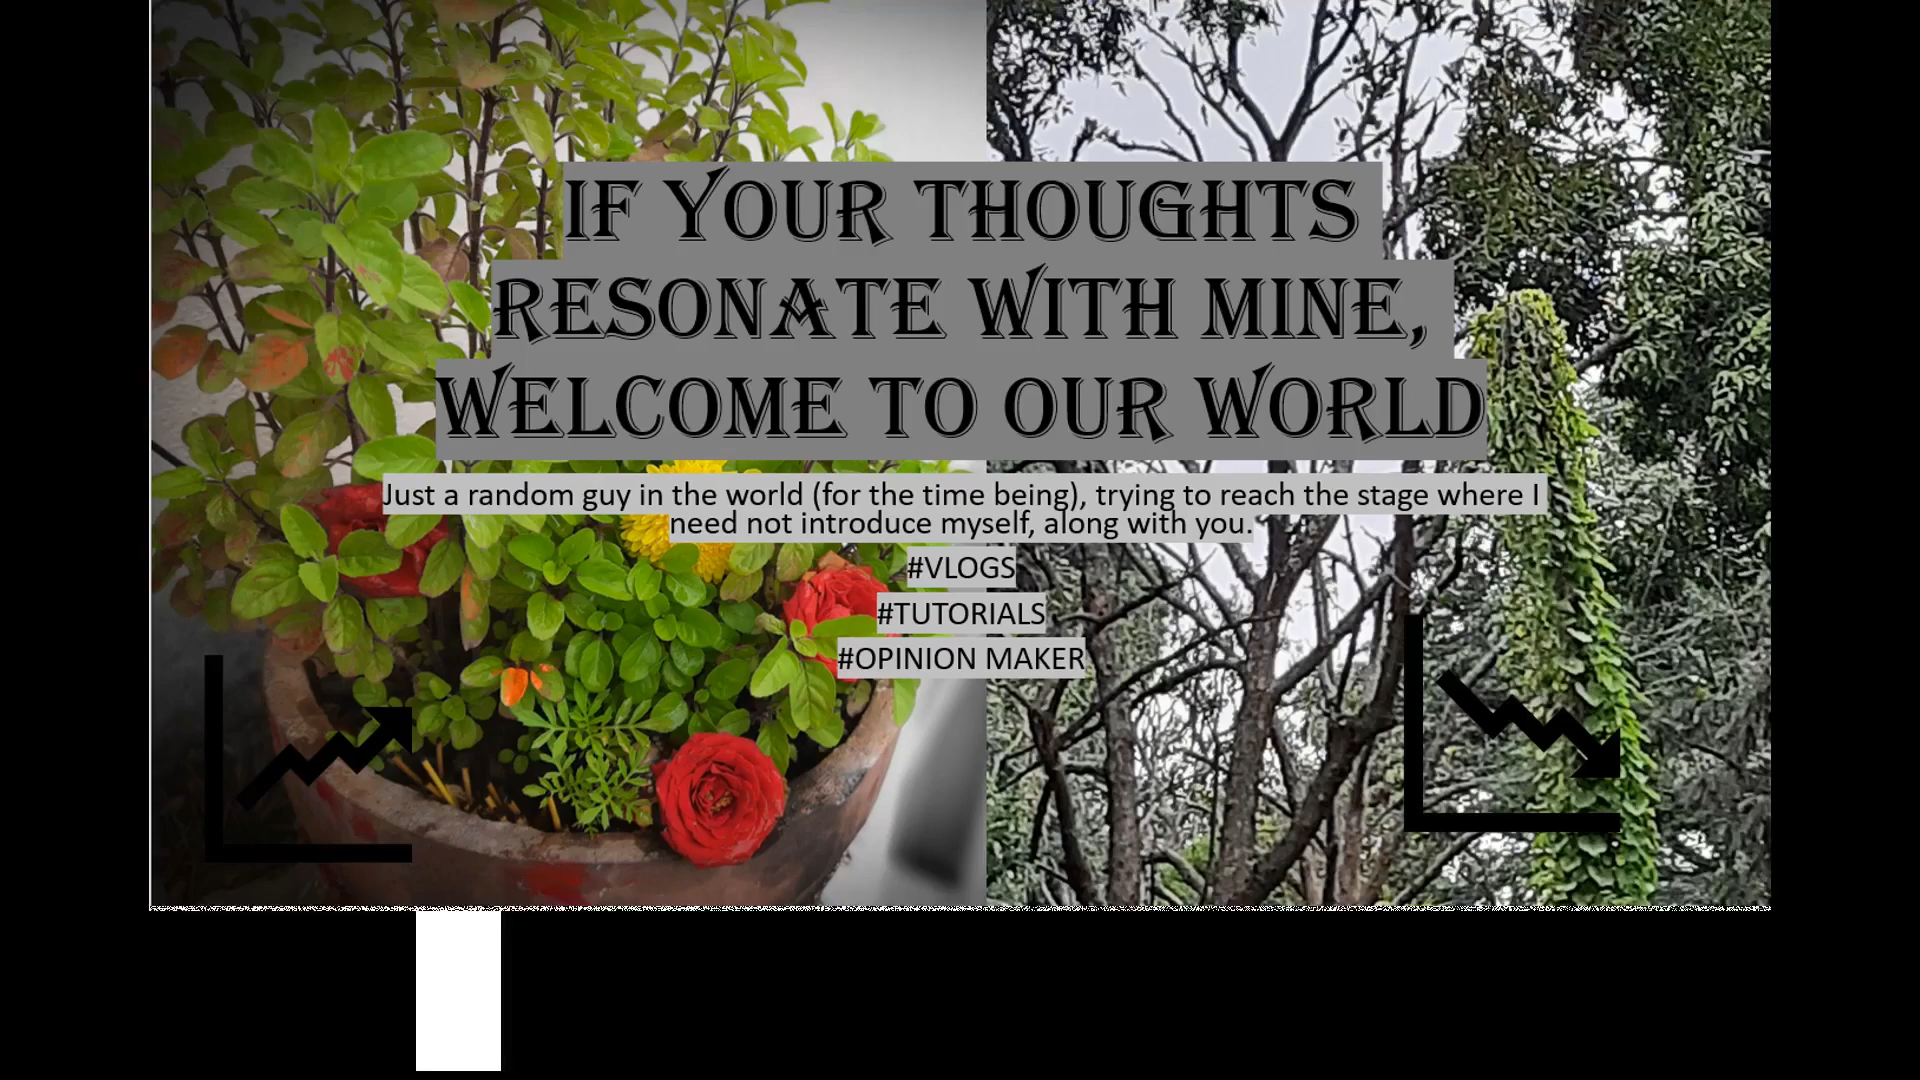 IF YOUR THOUGHTS
RESONATE WITH MINE,
WELCOME TO OUR WORLD
Just a random guy in the world (for the time being), trying to reach the stage where I
need not introduce myself, along with you.
#VLOGS
#TUTORIALS
#OPINION MAKER